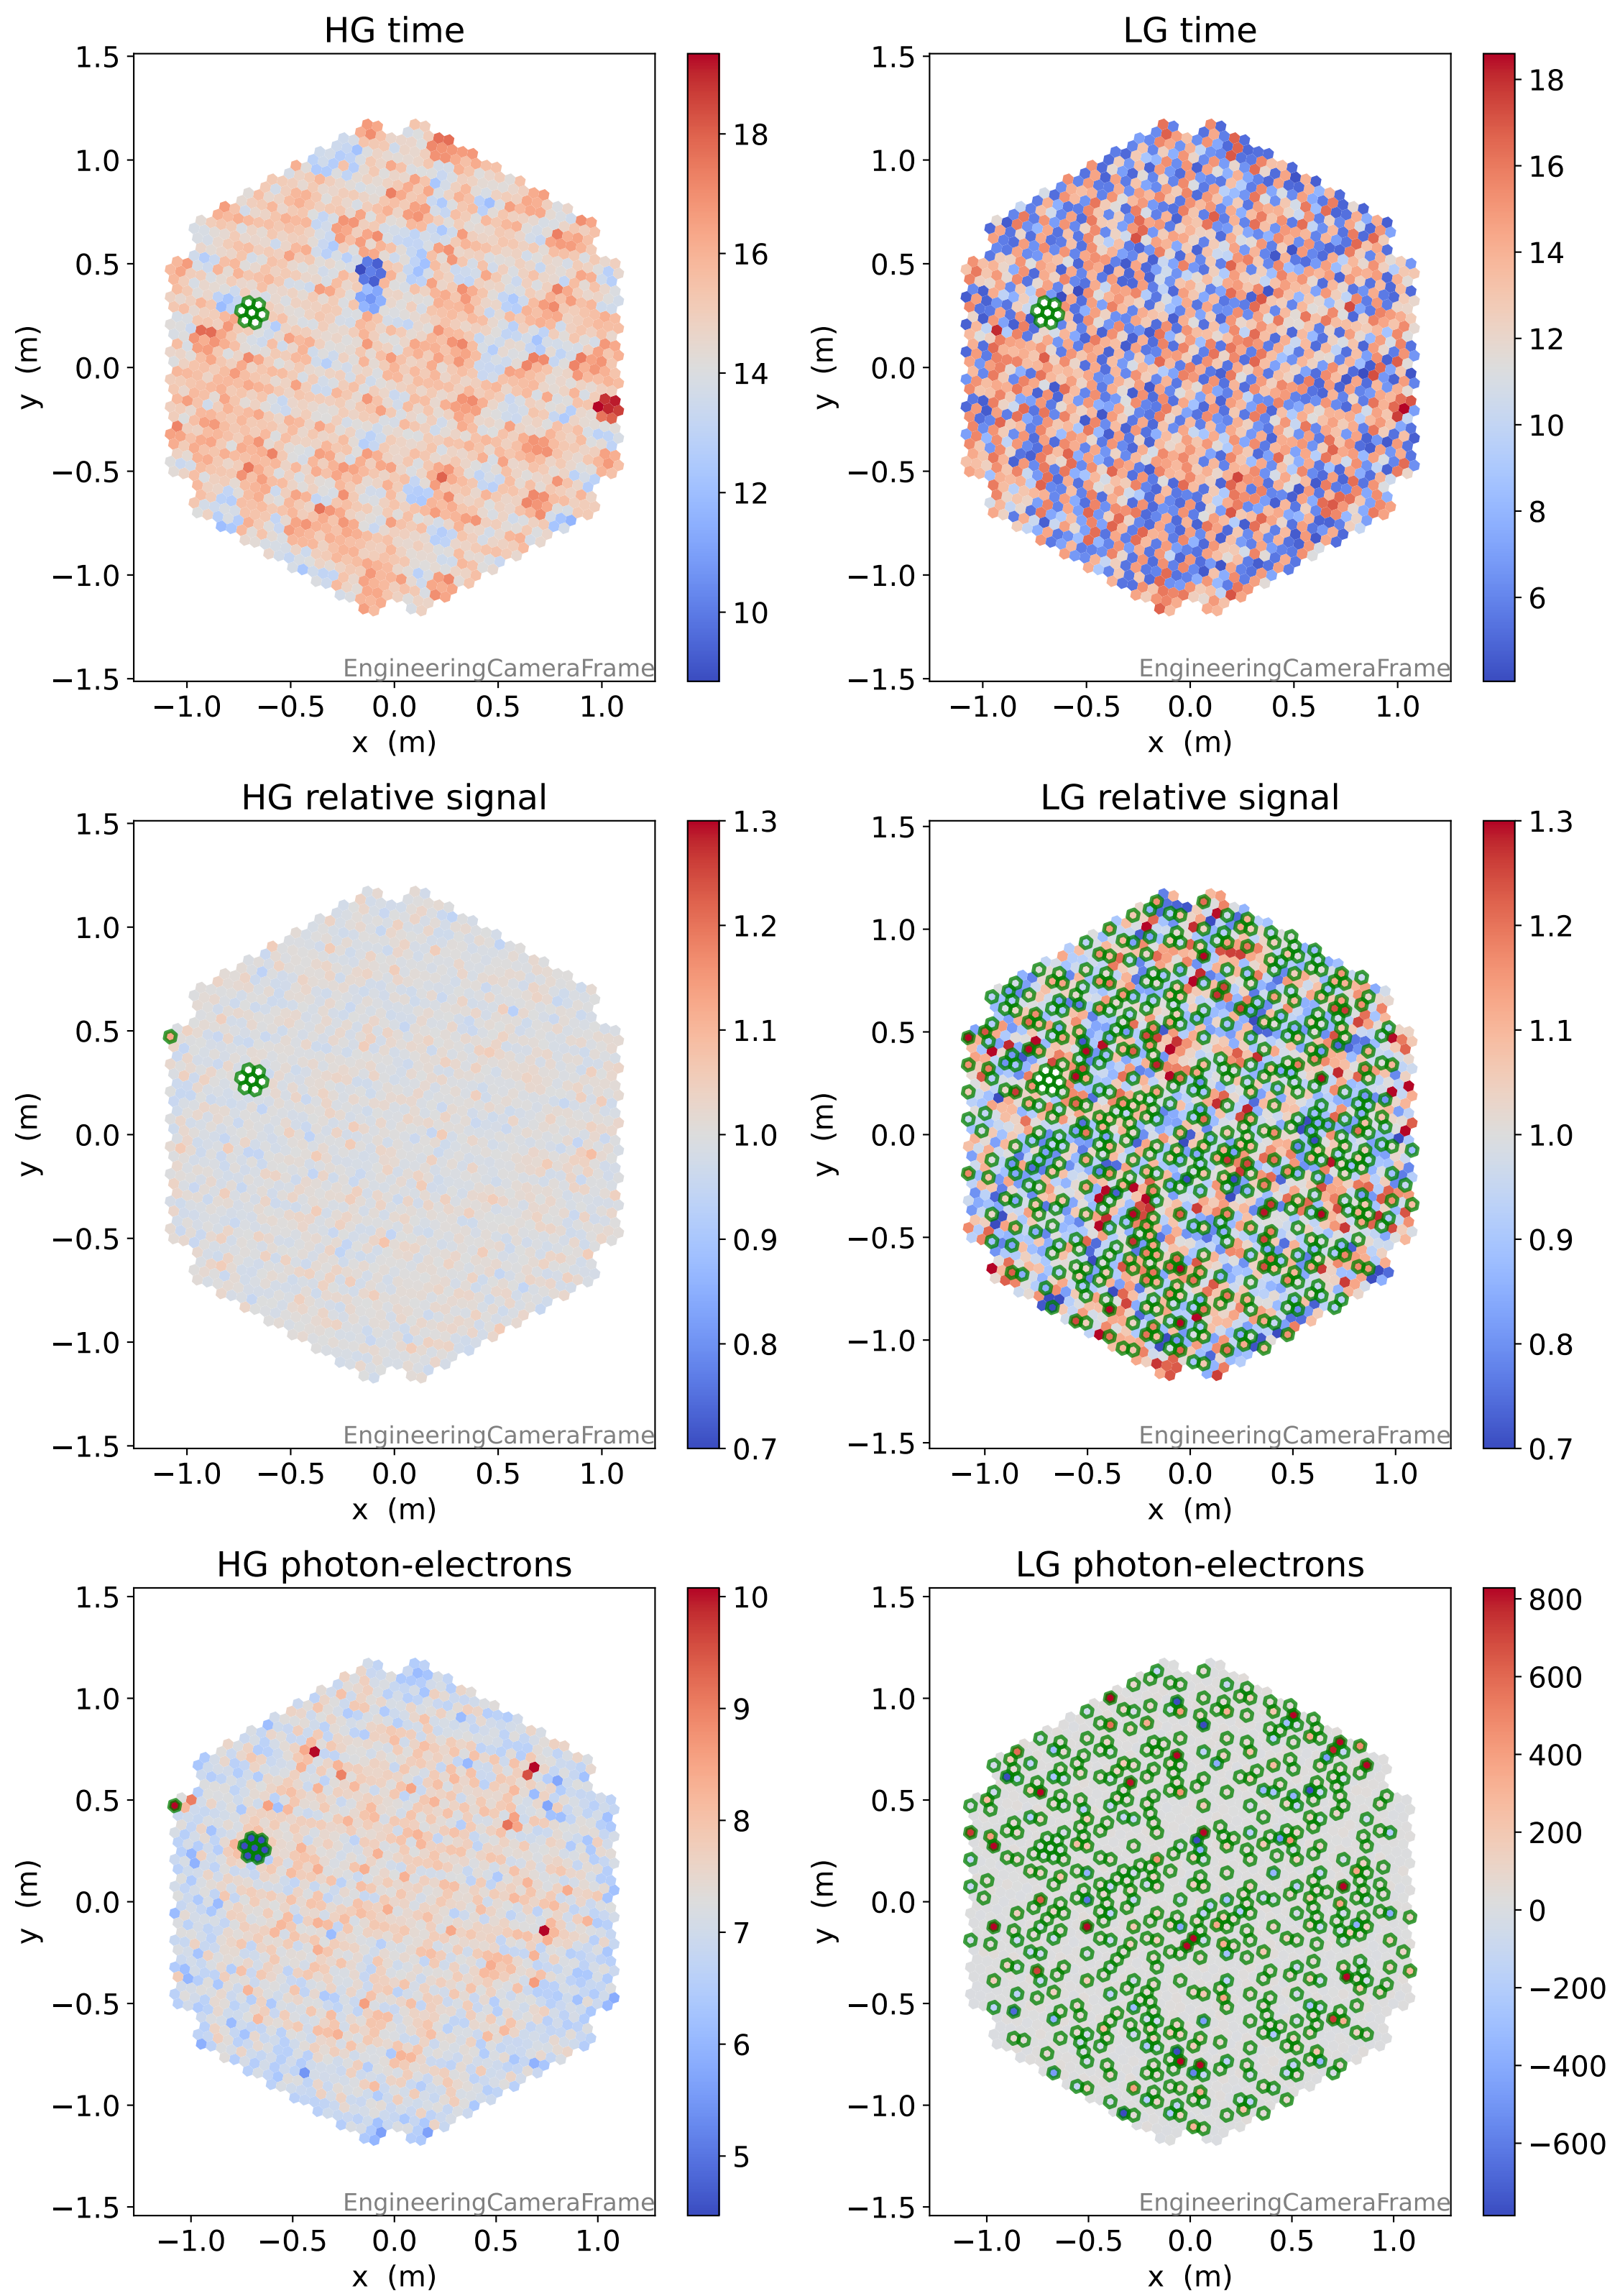 HG time
LG time
1.5
1.0
0.5
0.0
−0.5
−1.0
−1.5
y (m)
−1.0 −0.5 0.0 0.5 1.0
x (m)
EngineeringCameraFrame
18
16
14
12
10
1.5
1.0
0.5
0.0
−0.5
−1.0
−1.5
y (m)
−1.0 −0.5 0.0 0.5 1.0
x (m)
EngineeringCameraFrame
18
16
14
12
10
8
6
HG relative signal
LG relative signal
1.5
1.0
0.5
0.0
−0.5
−1.0
−1.5
y (m)
−1.0 −0.5 0.0 0.5 1.0
x (m)
EngineeringCameraFrame
1.3
1.2
1.1
1.0
0.9
0.8
0.7
1.5
1.0
0.5
0.0
−0.5
−1.0
−1.5
y (m)
−1.0 −0.5 0.0 0.5 1.0
x (m)
EngineeringCameraFrame
1.3
1.2
1.1
1.0
0.9
0.8
0.7
HG photon-electrons
LG photon-electrons
1.5
1.0
0.5
0.0
−0.5
−1.0
−1.5
y (m)
−1.0 −0.5 0.0 0.5 1.0
x (m)
EngineeringCameraFrame
10
9
8
7
6
5
1.5
1.0
0.5
0.0
−0.5
−1.0
−1.5
y (m)
−1.0 −0.5 0.0 0.5 1.0
x (m)
EngineeringCameraFrame
800
600
400
200
0
−200
−400
−600